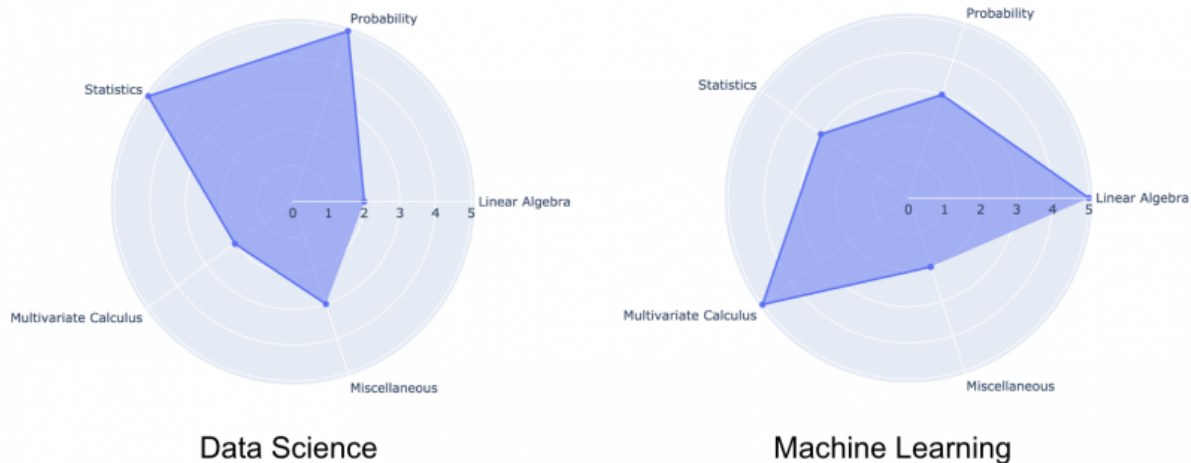 Probability
Statistics
0 1 2 3 4 5
Linear Algebra
Multivariate Calculus
Miscellaneous
Data Science
Probability
Statistics
0 1 2 3 4 5
Linear Algebra
Multivariate Calculus
Miscellaneous
Machine Learning